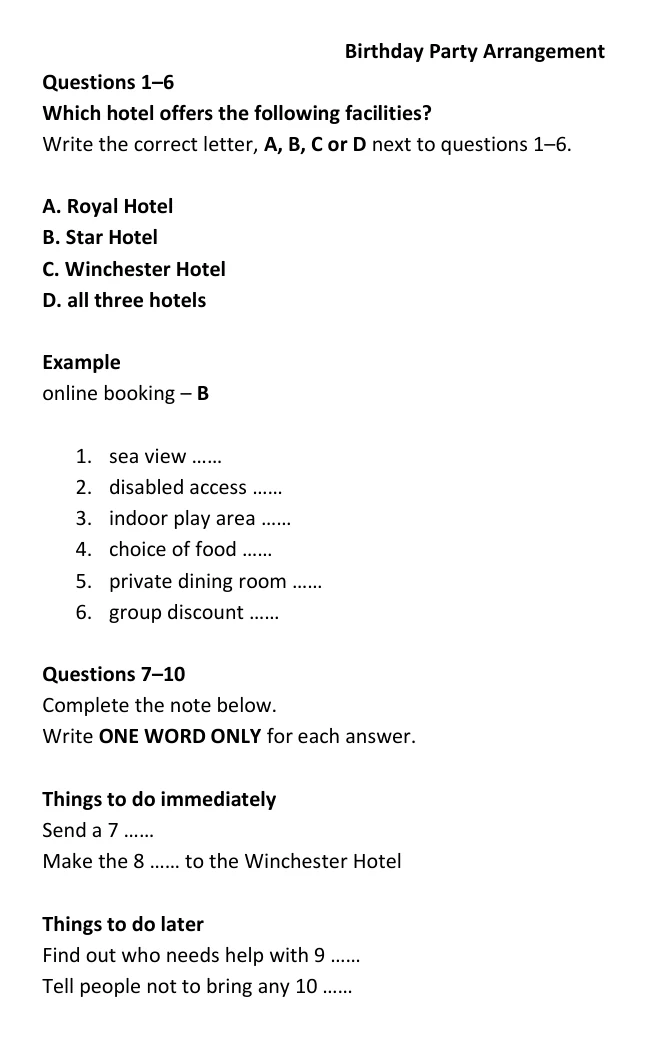 Birthday Party Arrangement
Questions 1–6
Which hotel offers the following facilities?
Write the correct letter, A, B, C or D next to questions 1–6.
A. Royal Hotel
B. Star Hotel
C. Winchester Hotel
D. all three hotels
Example
online booking – B
1. sea view ……
2. disabled access ……
3. indoor play area ……
4. choice of food ……
5. private dining room ……
6. group discount ……
Questions 7–10
Complete the note below.
Write ONE WORD ONLY for each answer.
Things to do immediately
Send a 7 ……
Make the 8 …… to the Winchester Hotel
Things to do later
Find out who needs help with 9 ……
Tell people not to bring any 10 ……